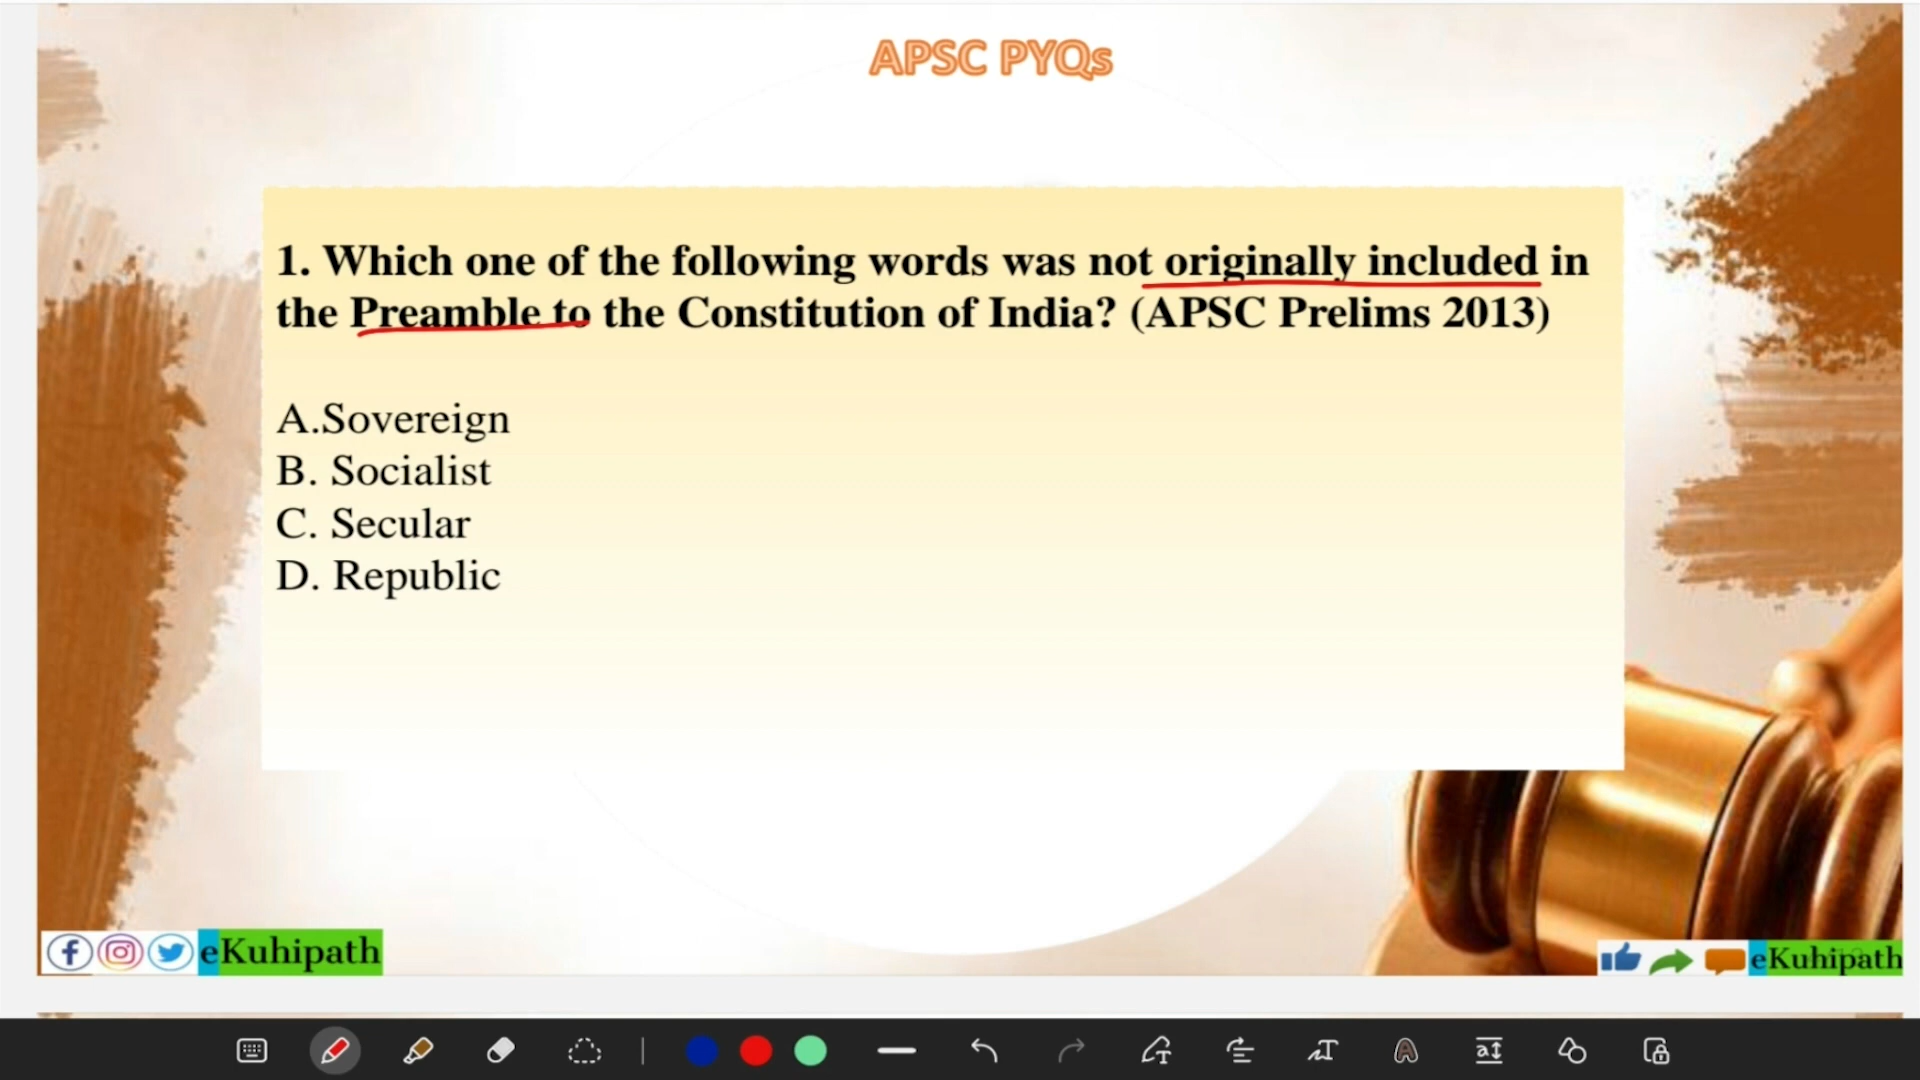 APSC PYQs
1. Which one of the following words was not originally included in
the Preamble to the Constitution of India? (APSC Prelims 2013)
A.Sovereign
B. Socialist
C. Secular
D. Republic
eKuhipath
eKuhipath